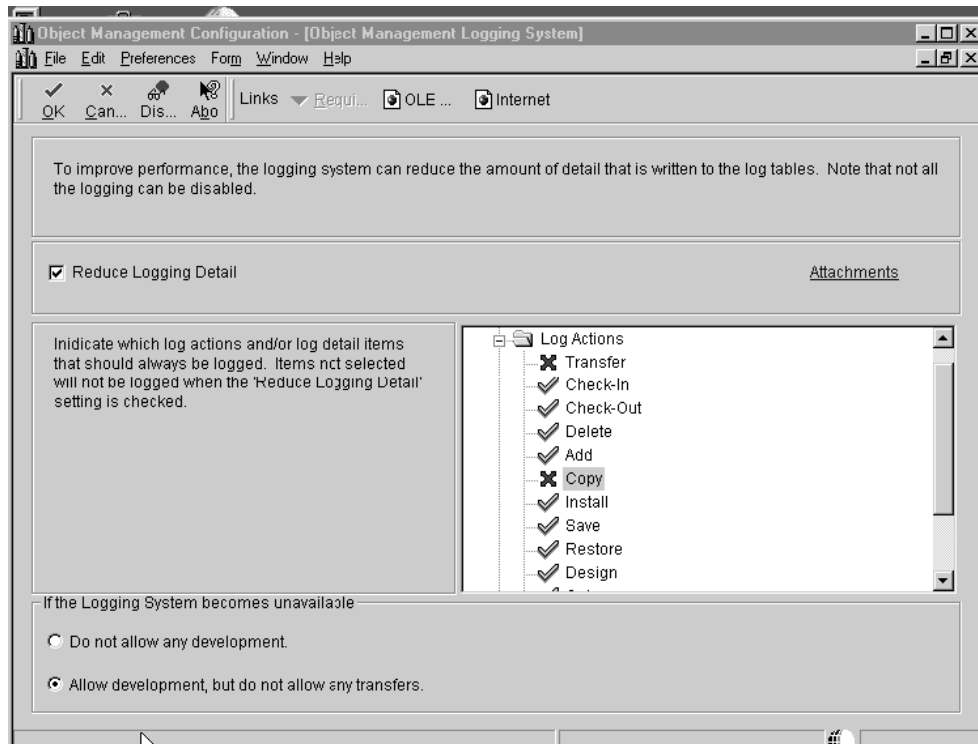 Object Management Configuration - [Object Management Logging System]
File Edit Preferences Form Window Help
OK Can... Dis... Abo Links Requi... OLE ... Internet
To improve performance, the logging system can reduce the amount of detail that is written to the log tables. Note that not all
the logging can be disabled.
Reduce Logging Detail
Attachments
Inidicate which log actions and/or log detail items
that should always be logged. Items not selected
will not be logged when the 'Reduce Logging Detail'
setting is checked.
Log Actions
Transfer
Check-In
Check-Out
Delete
Add
Copy
Install
Save
Restore
Design
If the Logging System becomes unavailable
Do not allow any development.
Allow development, but do not allow any transfers.